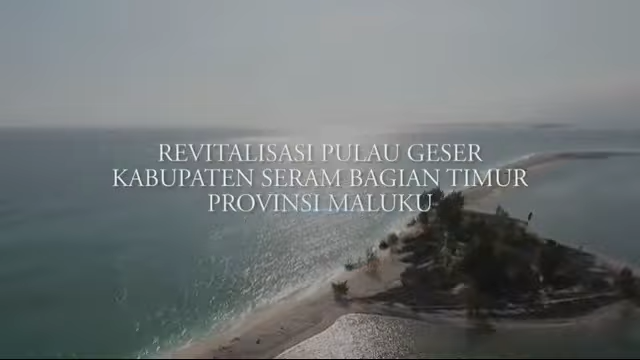 REVITALISASI PULAU GESER
KABUPATEN SERAM BAGIAN TIMUR
PROVINSI MALUKU